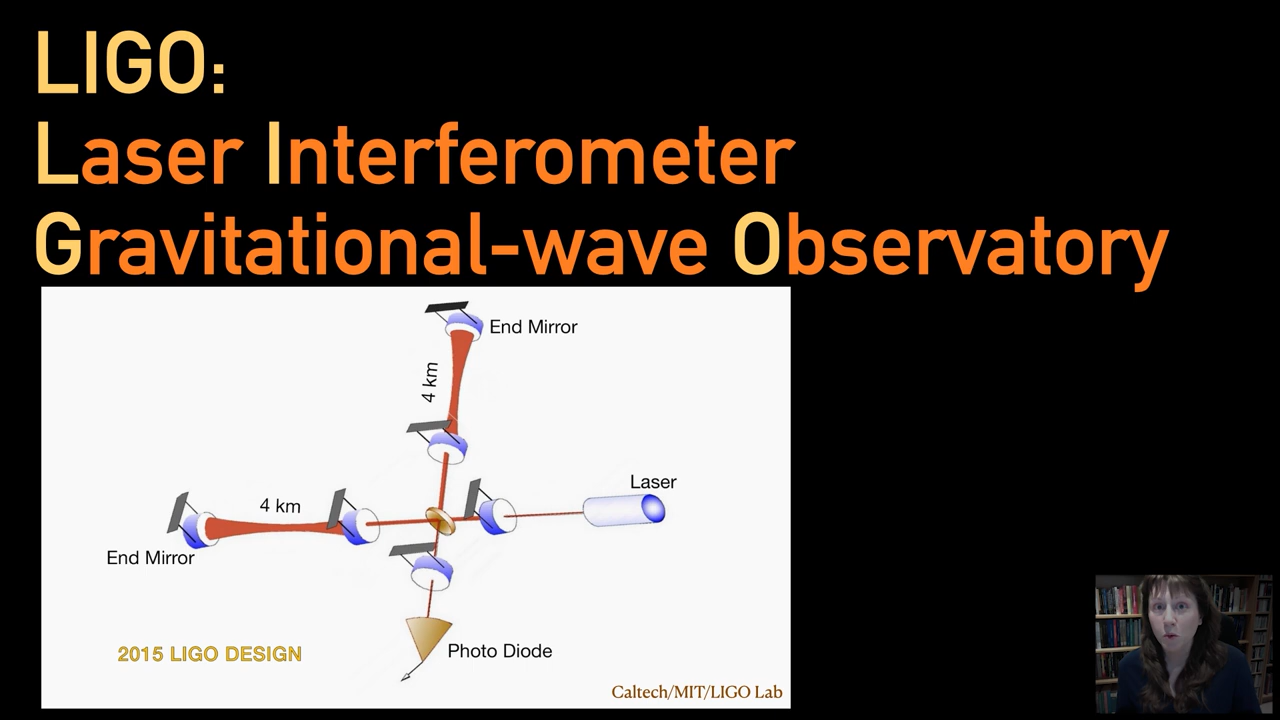 LIGO:
Laser Interferometer
Gravitational-wave Observatory
End Mirror
4 km
Laser
4 km
End Mirror
Photo Diode
2015 LIGO DESIGN
Caltech/MIT/LIGO Lab